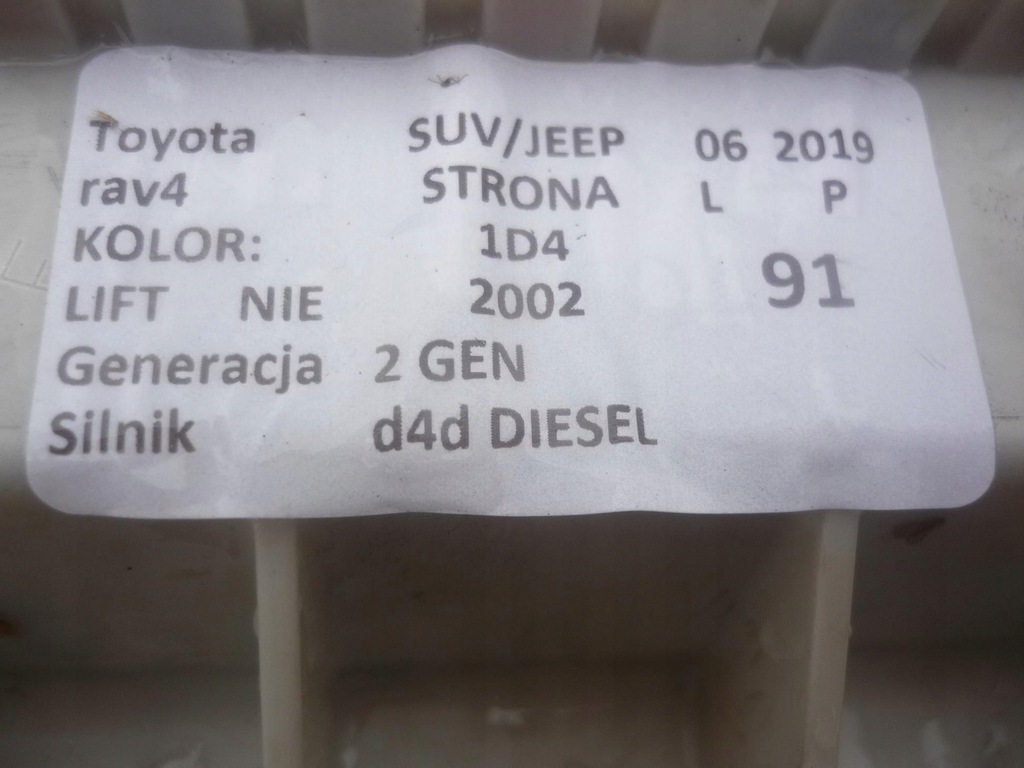 Toyota SUV/JEEP 06 2019
rav4 STRONA L P
KOLOR: 1D4
91
LIFT NIE 2002
Generacja 2 GEN
Silnik d4d DIESEL